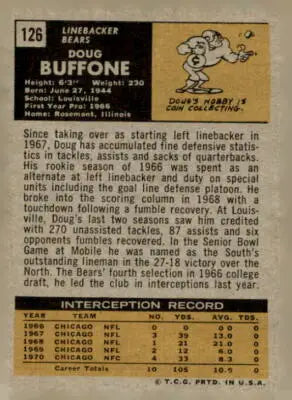 126
LINEBACKER
BEARS
DOUG
BUFFONE
Height: 6'3" Weight: 230
Born: June 27, 1944
School: Louisville
First Year Pro: 1966
Home: Rosemont, Illinois
DOUG'S HOBBY IS
COIN COLLECTING.
Since taking over as starting left linebacker in
1967, Doug has accumulated fine defensive statis-
tics in tackles, assists and sacks of quarterbacks.
His rookie season of 1966 was spent as an
alternate at left linebacker and duty on special
units including the goal line defense platoon. He
broke into the scoring column in 1968 with a
touchdown following a fumble recovery. At Louis-
ville, Doug's last two seasons saw him credited
with 270 unassisted tackles, 87 assists and six
opponents fumbles recovered. In the Senior Bowl
Game at Mobile he was named as the South's
outstanding lineman in the 27-18 victory over the
North. The Bears' fourth selection in 1966 college
draft, he led the club in interceptions last year.
INTERCEPTION RECORD
YEAR TEAM NO. YDS. AVG. TDS.
1966 CHICAGO NFL 0 0 0 0
1967 CHICAGO NFL 3 39 13.0 0
1968 CHICAGO NFL 1 21 21.0 0
1969 CHICAGO NFL 2 12 6.0 0
1970 CHICAGO NFC 4 33 8.3 0
Career Totals 10 105 0
© T.C.G. PRTD. IN U.S.A.